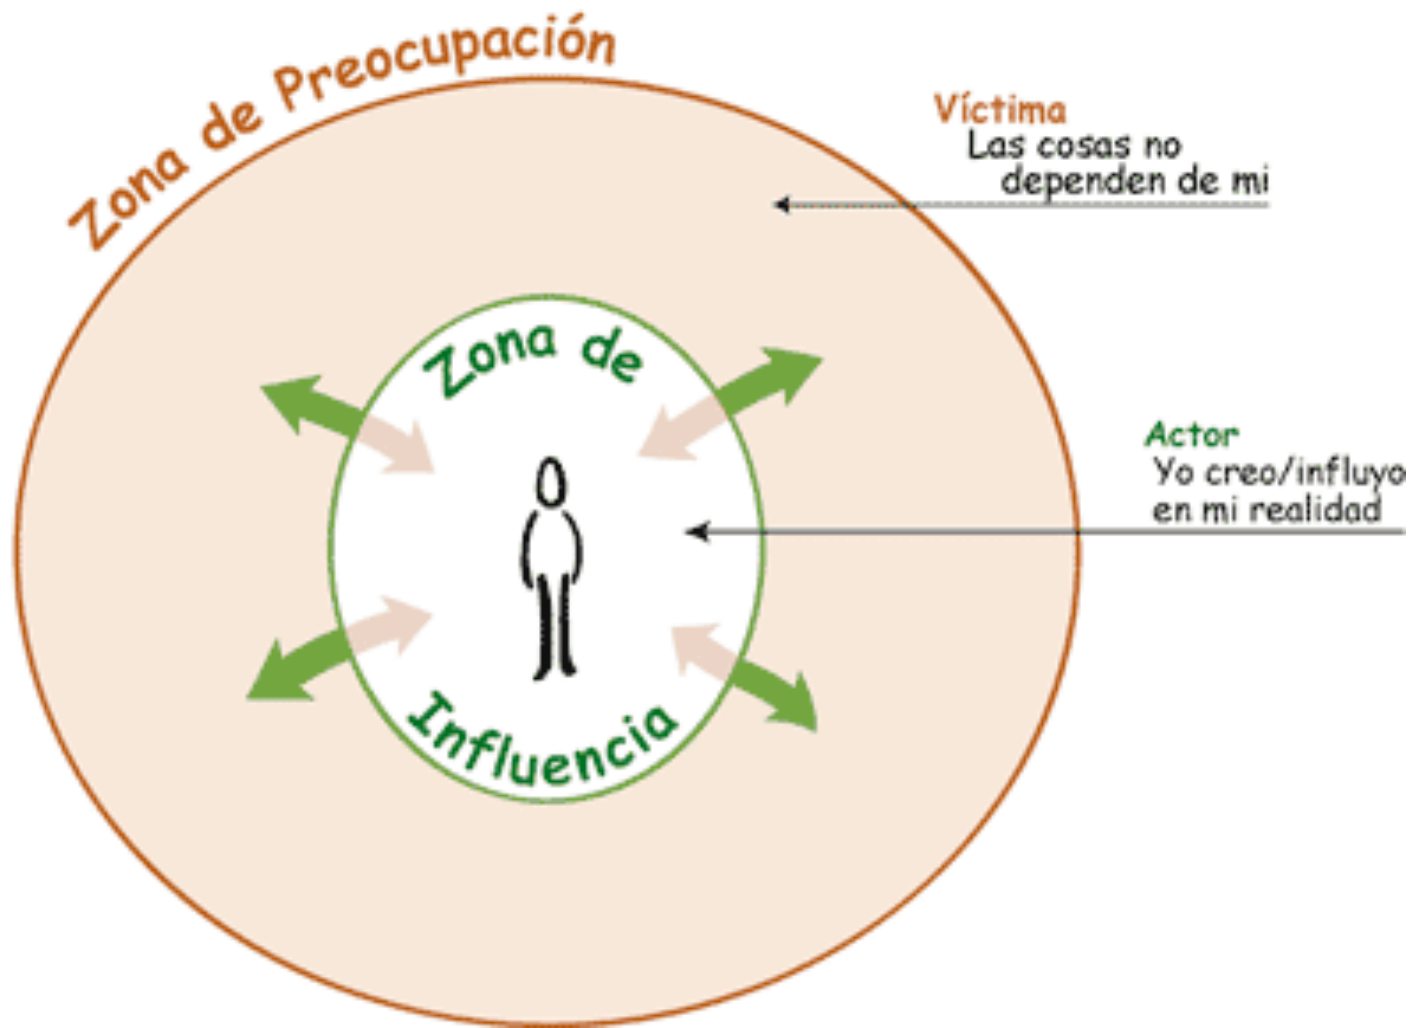 Zona de Preocupación
Víctima
Las cosas no
dependen de mi
Zona de
Influencia
Actor
Yo creo/influyo
en mi realidad